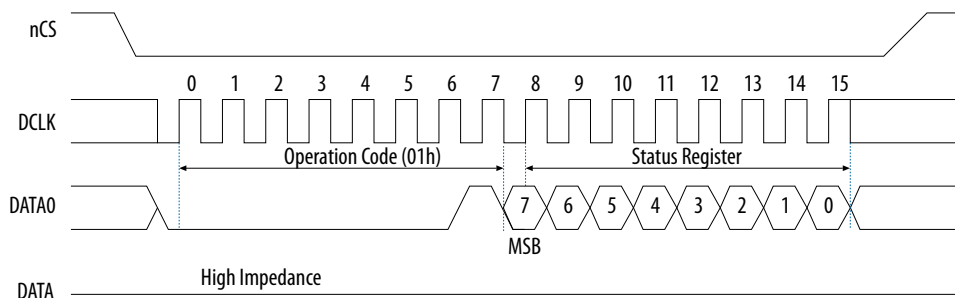 nCS
0 1 2 3 4 5 6 7 8 9 10 11 12 13 14 15
DCLK
Operation Code (01h) Status Register
DATA0 7 6 5 4 3 2 1 0
MSB
High Impedance
DATA